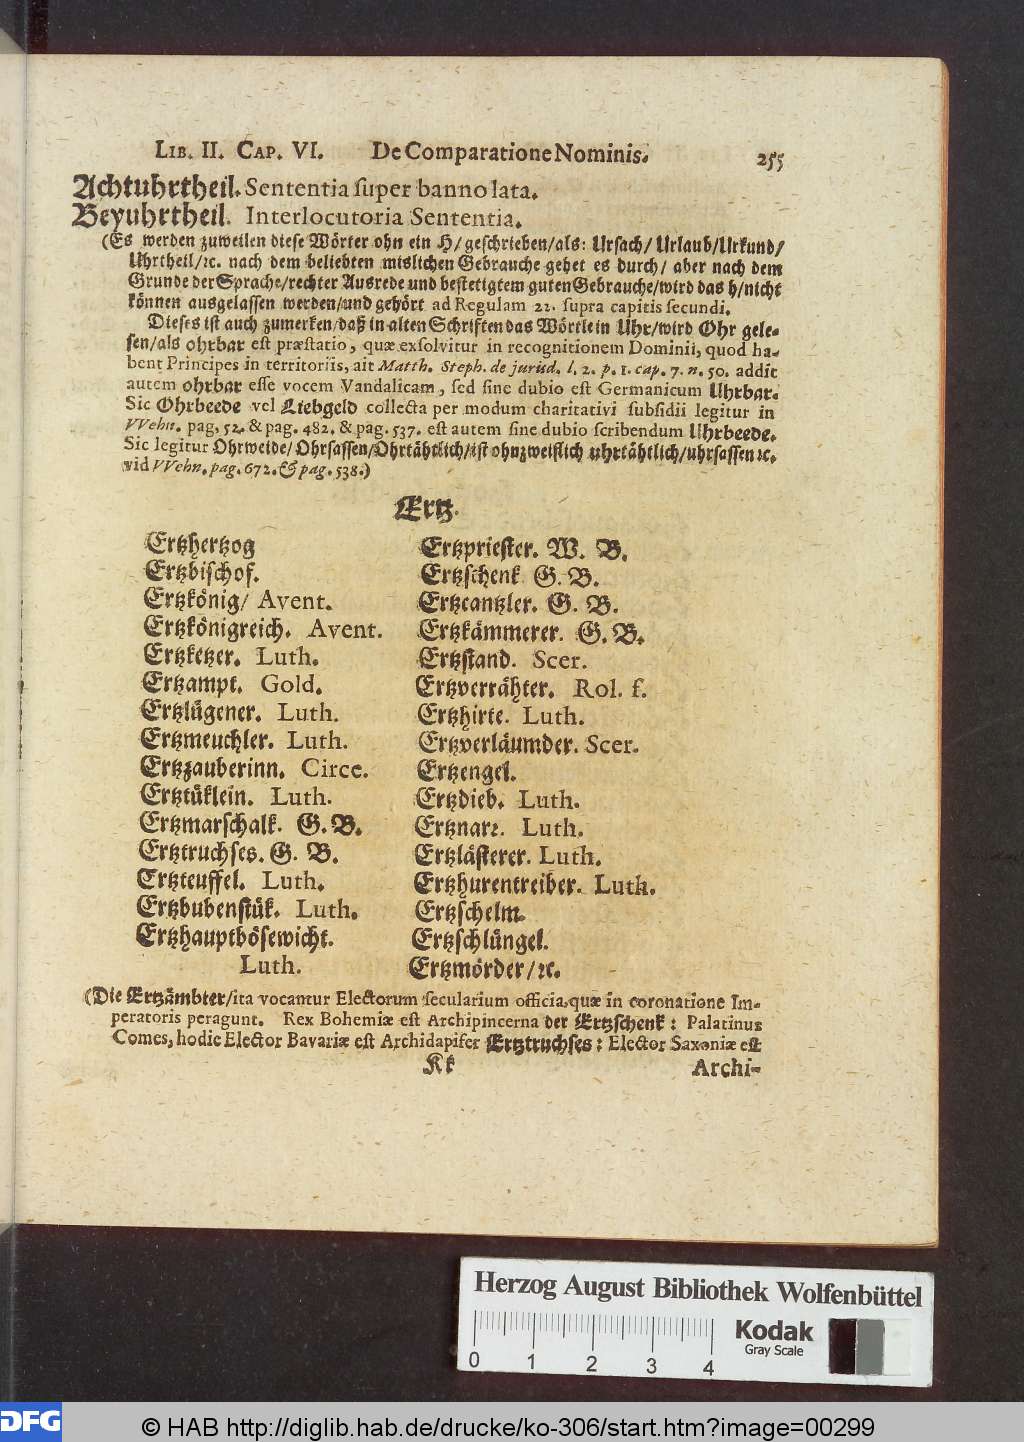 Lib. II. Cap. VI. De Comparatione Nominis. 255
Achtuhrtheil. Sententia super banno lata.
Beyuhrtheil. Interlocutoria Sententia.
(Es werden zuweilen diese Wörter ohn ein H/ geschrieben/als: Ursach/ Urlaub/Urkund/
Uhrtheil/ꝛc. nach dem beliebten mislichen Gebrauche gehet es durch/ aber nach dem
Grunde der Sprache/rechter Ausrede und bestetigtem guten Gebrauche/wird das h/nicht
können ausgelassen werden/und gehört ad Regulam 22. supra capitis secundi.
Dieses ist auch zumerken/daß in alten Schriften das Wörtlein Uhr/wird Ohr gele-
sen/als ohrbar est præstatio, quæ exsolvitur in recognitionem Dominii, quod ha-
bent Principes in territoriis, ait Matth. Steph. de jurisd. l. 2. p. 1. cap. 7. n. 50. addit
autem ohrbar esse vocem Vandalicam, sed sine dubio est Germanicum Uhrbar.
Sic Ohrbeede vel Liebgeld collecta per modum charitativi subsidii legitur in
VVehn. pag. 52. & pag. 482. & pag. 537. est autem sine dubio scribendum Uhrbeede.
Sic legitur Ohrweide/Ohrsassen/Ohrtähtlich/ist ohnzweiflich uhrtähtlich/uhrsassen ꝛc.
vid VVehn. pag. 672. & pag. 538.)
Ertz.
Ertzhertzog
Ertzbischof.
Ertzkönig/ Avent.
Ertzkönigreich. Avent.
Ertzketzer. Luth.
Ertzampt. Gold.
Ertzlügener. Luth.
Ertzmeuchler. Luth.
Ertzzauberinn. Circe.
Ertztüklein. Luth.
Ertzmarschalk. G. B.
Ertztruchses. G. B.
Ertzteuffel. Luth.
Ertzbubenstük. Luth.
Ertzhauptbösewicht.
Luth.
Ertzpriester. W. B.
Ertzschenk G. B.
Ertzcantzler. G. B.
Ertzkämmerer. G. B.
Ertzstand. Scer.
Ertzverrähter. Rol. f.
Ertzhirte. Luth.
Ertzverläumder. Scer.
Ertzengel.
Ertzdieb. Luth.
Ertznarꝛ. Luth.
Ertzlästerer. Luth.
Ertzhurentreiber. Luth.
Ertzschelm.
Ertzschlüngel.
Ertzmörder/ꝛc.
(Die Ertzämbter/ita vocantur Electorum secularium officia, quæ in coronatione Im-
peratoris peragunt. Rex Bohemiæ est Archipincerna der Ertzschenk: Palatinus
Comes, hodie Elector Bavariæ est Archidapifer Ertztruchses: Elector Saxoniæ est
Kk Archi-
Herzog August Bibliothek Wolfenbüttel
0 1 2 3 4
Kodak
Gray Scale
DFG
© HAB http://diglib.hab.de/drucke/ko-306/start.htm?image=00299